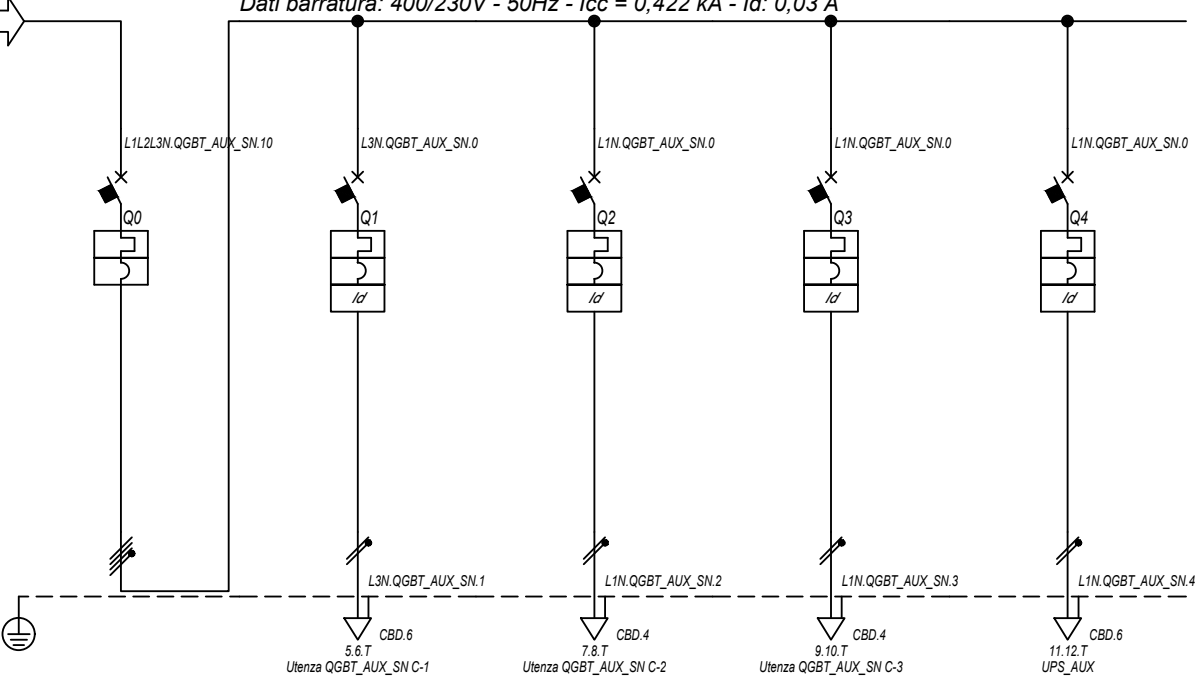 Dati barratura: 400/230V - 50Hz - Icc = 0,422 kA - Id: 0,03 A
L1L2L3N.QGBT_AUX_SN.10
L3N.QGBT_AUX_SN.0
L1N.QGBT_AUX_SN.0
L1N.QGBT_AUX_SN.0
L1N.QGBT_AUX_SN.0
Q0
Q1
Q2
Q3
Q4
Id
Id
Id
Id
L3N.QGBT_AUX_SN.1
L1N.QGBT_AUX_SN.2
L1N.QGBT_AUX_SN.3
L1N.QGBT_AUX_SN.4
CBD.6
CBD.4
CBD.4
CBD.6
5.6.T
7.8.T
9.10.T
11.12.T
Utenza QGBT_AUX_SN C-1
Utenza QGBT_AUX_SN C-2
Utenza QGBT_AUX_SN C-3
UPS_AUX